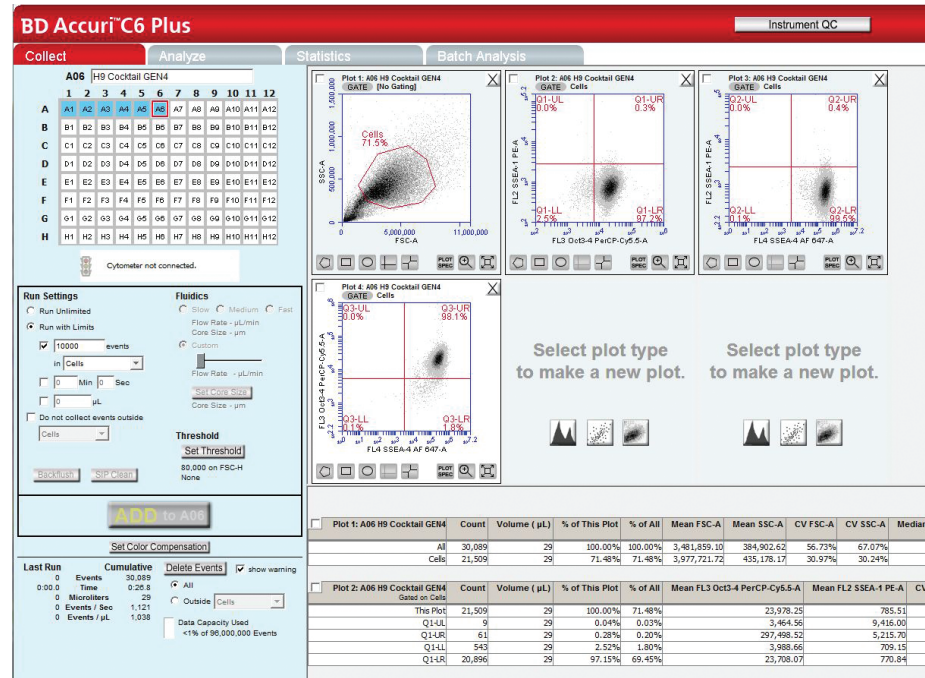 BD Accuri™C6 Plus
Instrument QC
Collect Analyze Statistics Batch Analysis
A06 H9 Cocktail GEN4
1 2 3 4 5 6 7 8 9 10 11 12
A A1 A2 A3 A4 A5 A6 A7 A8 A9 A10 A11 A12
B B1 B2 B3 B4 B5 B6 B7 B8 B9 B10 B11 B12
C C1 C2 C3 C4 C5 C6 C7 C8 C9 C10 C11 C12
D D1 D2 D3 D4 D5 D6 D7 D8 D9 D10 D11 D12
E E1 E2 E3 E4 E5 E6 E7 E8 E9 E10 E11 E12
F F1 F2 F3 F4 F5 F6 F7 F8 F9 F10 F11 F12
G G1 G2 G3 G4 G5 G6 G7 G8 G9 G10 G11 G12
H H1 H2 H3 H4 H5 H6 H7 H8 H9 H10 H11 H12
Cytometer not connected.
Run Settings
Run Unlimited
Run with Limits
10000 events
in Cells
0 Min 0 Sec
0 µL
Do not collect events outside
Cells
Backflush SIP Clean
Fluidics
Slow Medium Fast
Flow Rate - µL/min
Core Size - µm
Custom
Flow Rate - µL/min
Set Core Size
Core Size - µm
Threshold
Set Threshold
80,000 on FSC-H
None
ADD to A06
Set Color Compensation
Last Run Cumulative
0 Events 30,089
0:00.0 Time 0:26.8
0 Microliters 29
0 Events / Sec 1,121
0 Events / µL 1,038
Delete Events show warning
All
Outside Cells
Data Capacity Used
<1% of 96,000,000 Events
Plot 1: A06 H9 Cocktail GEN4
GATE [No Gating]
Cells
71.5%
SSC-A
0 500,000 1,000,000 1,500,000
0 5,000,000 11,000,000
FSC-A
PLOT SPEC
Plot 2: A06 H9 Cocktail GEN4
GATE Cells
Q1-UL
0.0%
Q1-UR
0.3%
Q1-LL
2.5%
Q1-LR
97.2%
FL2 SSEA-1 PE-A
FL3 Oct3-4 PerCP-Cy5.5-A
PLOT SPEC
Plot 3: A06 H9 Cocktail GEN4
GATE Cells
Q2-UL
0.0%
Q2-UR
0.4%
Q2-LL
0.1%
Q2-LR
99.5%
FL2 SSEA-1 PE-A
FL4 SSEA-4 AF 647-A
PLOT SPEC
Plot 4: A06 H9 Cocktail GEN4
GATE Cells
Q3-UL
0.0%
Q3-UR
98.1%
Q3-LL
0.1%
Q3-LR
1.8%
FL3 Oct3-4 PerCP-Cy5.5-A
FL4 SSEA-4 AF 647-A
PLOT SPEC
Select plot type
to make a new plot.
Select plot type
to make a new plot.
Plot 1: A06 H9 Cocktail GEN4 Count Volume ( µL) % of This Plot % of All Mean FSC-A Mean SSC-A CV FSC-A CV SSC-A Median
All 30,089 29 100.00% 100.00% 3,481,859.10 384,902.62 56.73% 67.07%
Cells 21,509 29 71.48% 71.48% 3,977,721.72 435,178.17 30.97% 30.24%
Plot 2: A06 H9 Cocktail GEN4 Count Volume ( µL) % of This Plot % of All Mean FL3 Oct3-4 PerCP-Cy5.5-A Mean FL2 SSEA-1 PE-A CV
Gated on Cells
This Plot 21,509 29 100.00% 71.48% 23,978.25 785.51
Q1-UL 9 29 0.04% 0.03% 3,464.56 9,416.00
Q1-UR 61 29 0.28% 0.20% 297,498.52 5,215.70
Q1-LL 543 29 2.52% 1.80% 3,988.66 709.15
Q1-LR 20,896 29 97.15% 69.45% 23,708.07 770.84